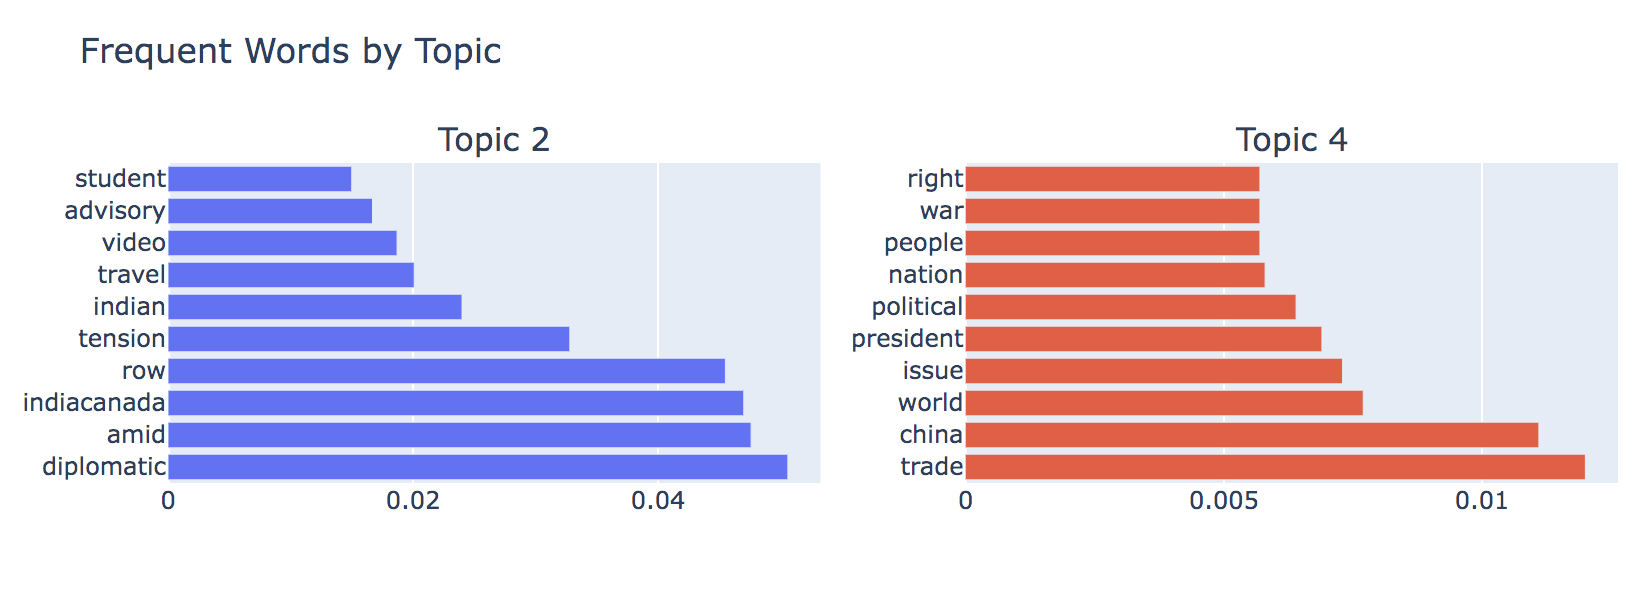 Frequent Words by Topic
Topic 2
student
advisory
video
travel
indian
tension
row
indiacanada
amid
diplomatic
0 0.02 0.04
Topic 4
right
war
people
nation
political
president
issue
world
china
trade
0 0.005 0.01